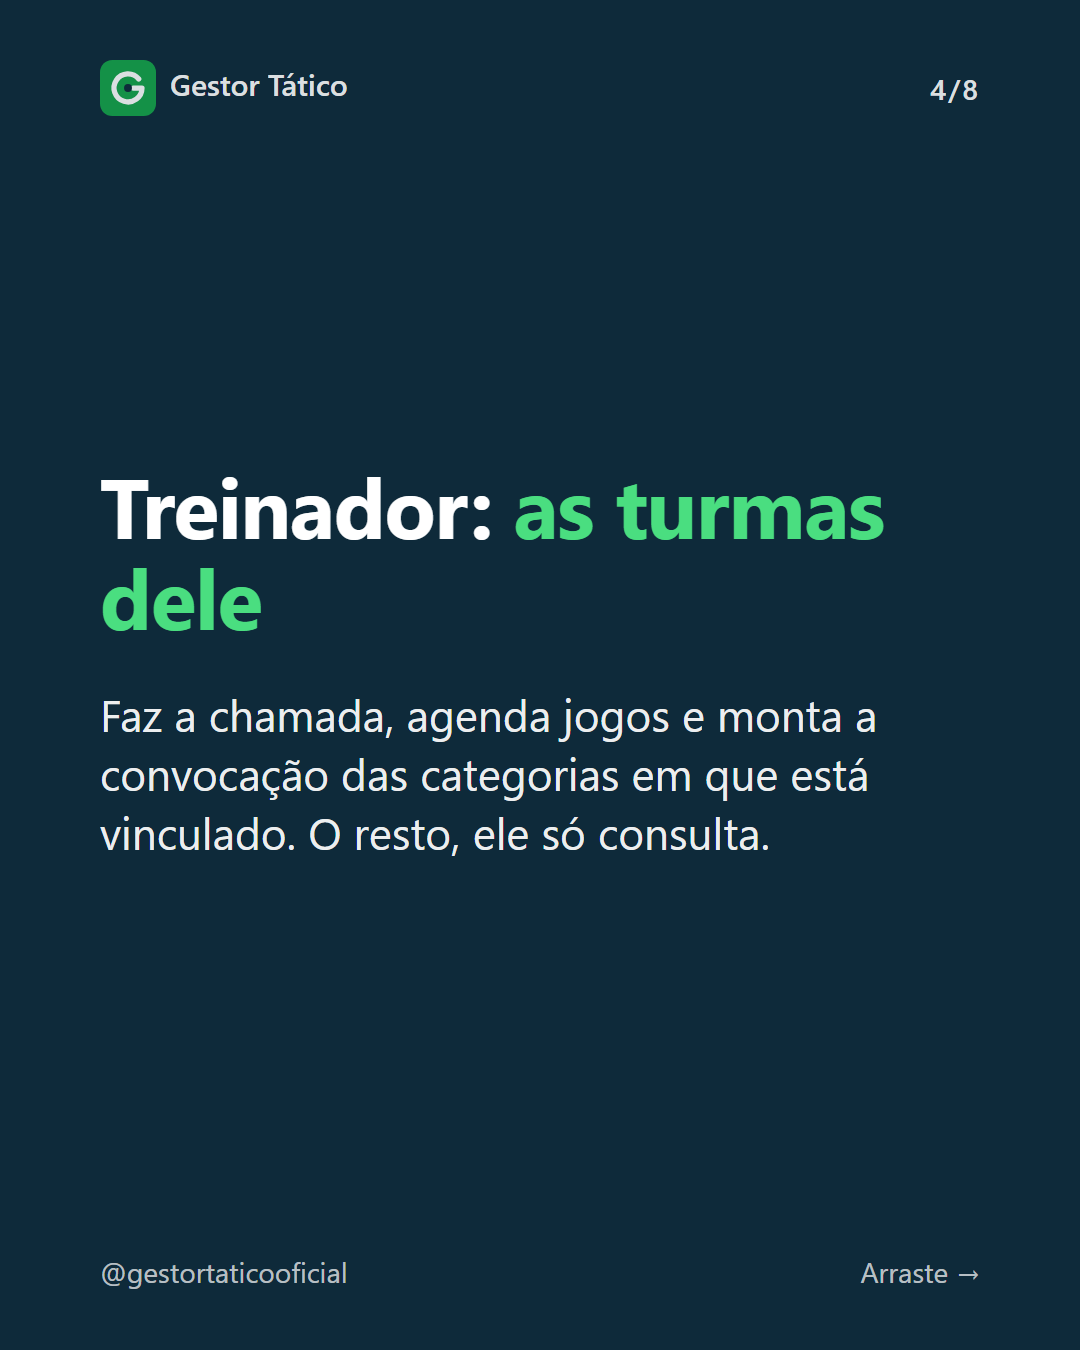 Gestor Tático
4/8
Treinador: as turmas
dele
Faz a chamada, agenda jogos e monta a
convocação das categorias em que está
vinculado. O resto, ele só consulta.
@gestortaticooficial
Arraste →